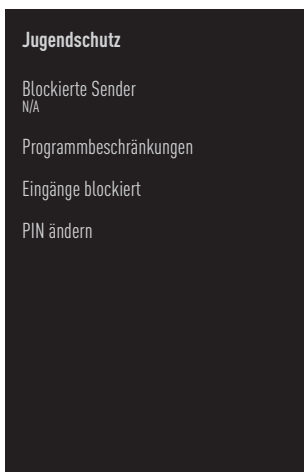 Jugendschutz
Blockierte Sender
N/A
Programmbeschränkungen
Eingänge blockiert
PIN ändern